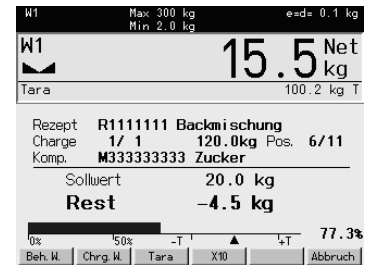 W1 Max 300 kg e=d= 0.1 kg
Min 2.0 kg
W1 15.5 Net kg
Tara 100.2 kg T
Rezept R1111111 Backmischung
Charge 1/ 1 120.0kg Pos. 6/11
Komp. M333333333 Zucker
Sollwert 20.0 kg
Rest -4.5 kg
77.3%
0% 50% -T +T
Beh. W. Chrg. W. Tara X10 Abbruch